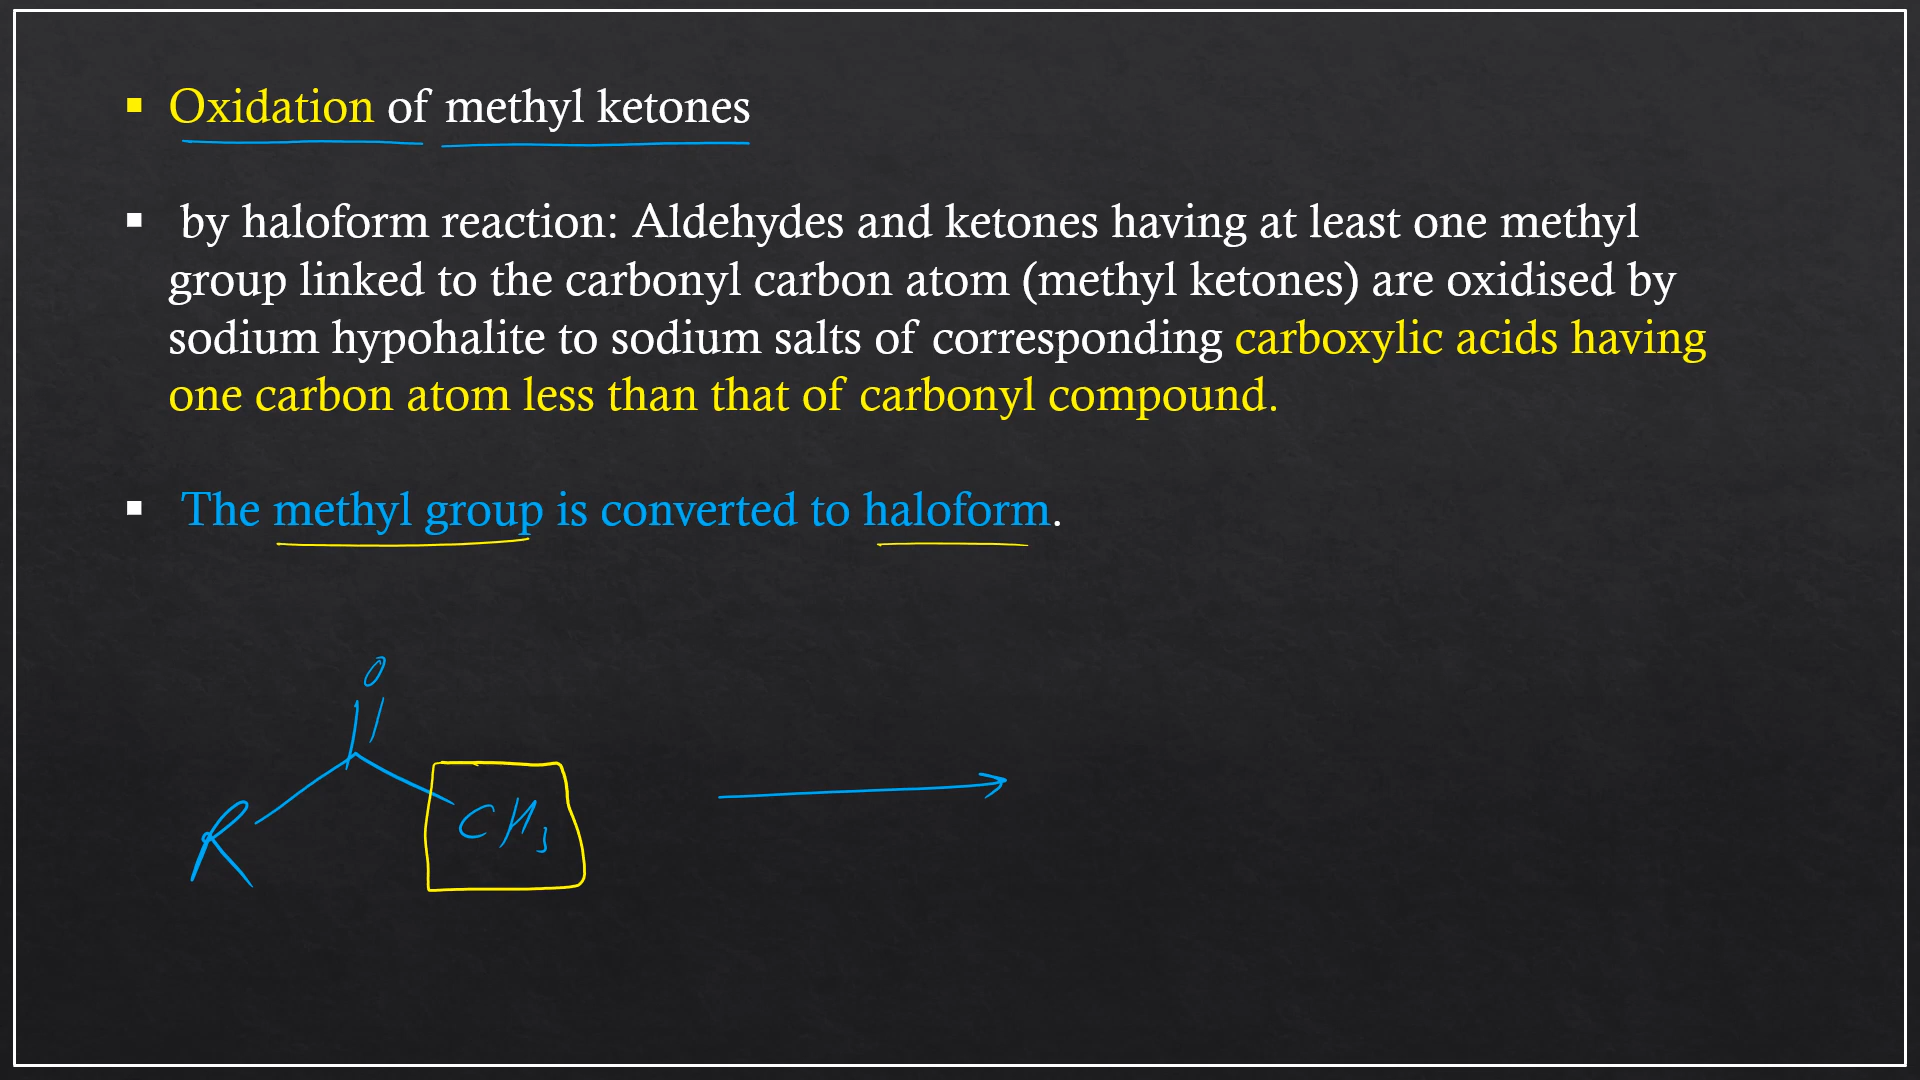 Oxidation of methyl ketones
by haloform reaction: Aldehydes and ketones having at least one methyl
group linked to the carbonyl carbon atom (methyl ketones) are oxidised by
sodium hypohalite to sodium salts of corresponding carboxylic acids having
one carbon atom less than that of carbonyl compound.
The methyl group is converted to haloform.
O
R
CH3